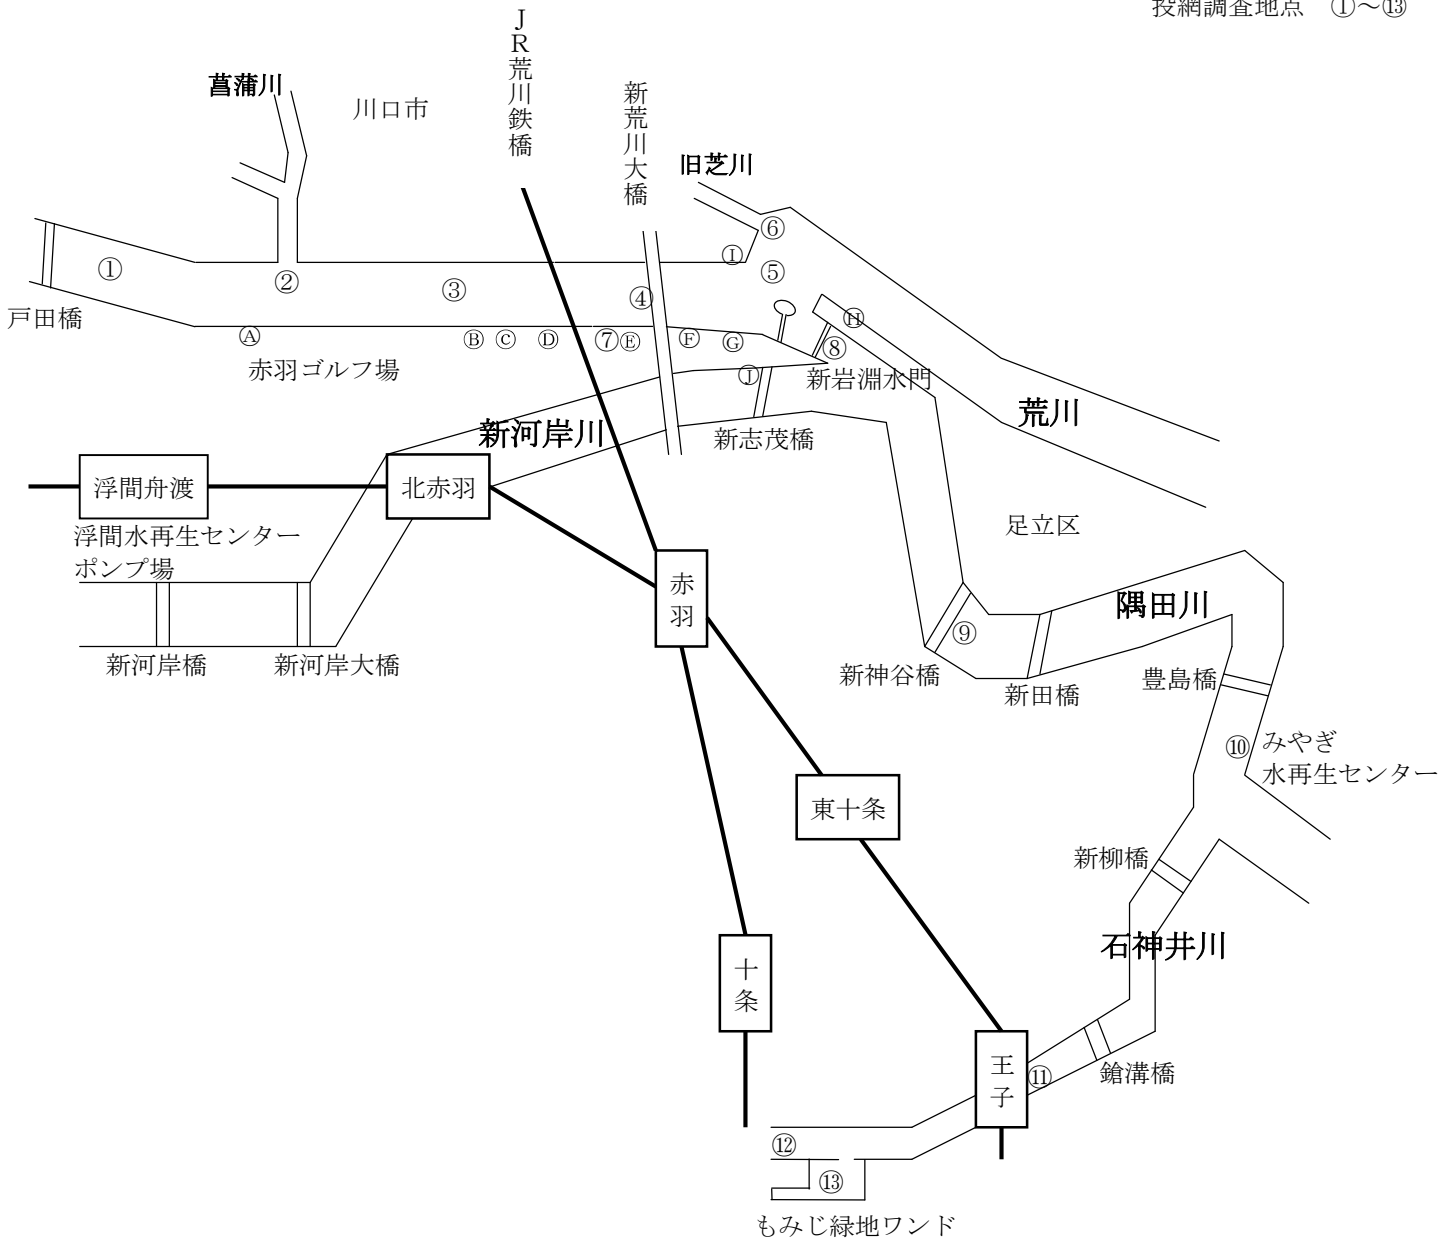 投網調査地点 ①～⑬
JR荒川鉄橋
菖蒲川
川口市
新荒川大橋
旧芝川
⑥
Ⓘ
⑤
①
②
③
④
戸田橋
Ⓐ
Ⓑ
Ⓒ
Ⓓ
⑦
Ⓔ
Ⓕ
Ⓖ
Ⓗ
⑧
赤羽ゴルフ場
Ⓙ
新岩淵水門
荒川
新河岸川
新志茂橋
浮間舟渡
北赤羽
浮間水再生センター
ポンプ場
足立区
赤羽
隅田川
⑨
新河岸橋
新河岸大橋
新神谷橋
新田橋
豊島橋
⑩
みやぎ
水再生センター
東十条
新柳橋
石神井川
十条
王子
⑪
鎗溝橋
⑫
⑬
もみじ緑地ワンド